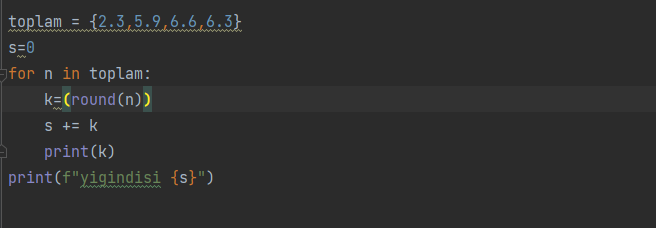 toplam = {2.3,5.9,6.6,6.3}
s=0
for n in toplam:
    k=(round(n))
    s += k
    print(k)
print(f"yigindisi {s}")